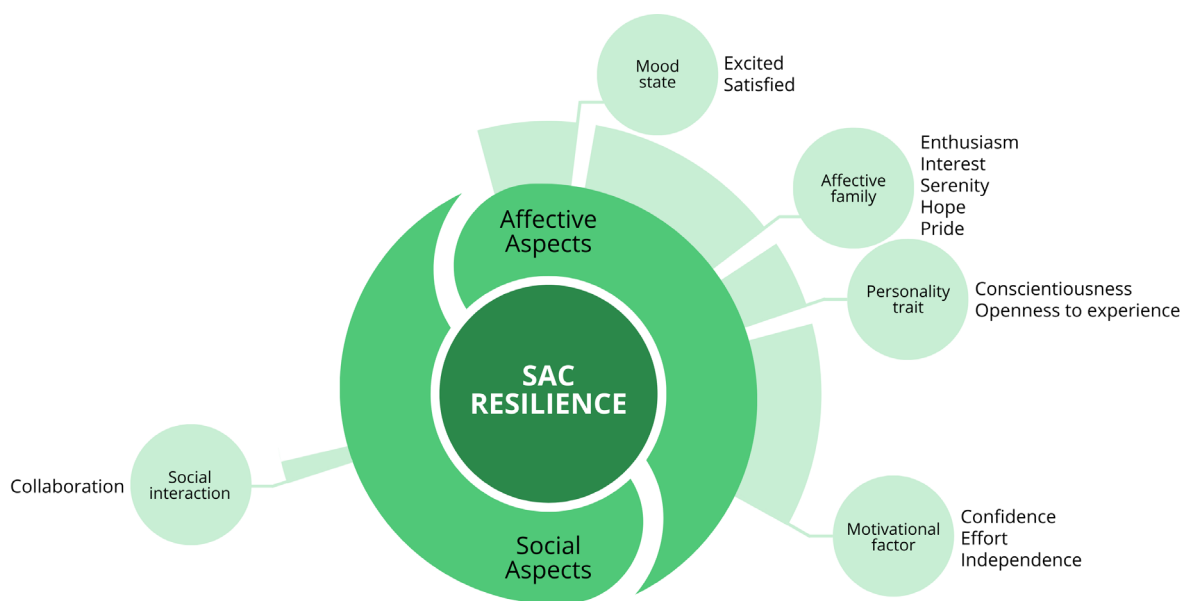 Mood
state
Excited
Satisfied
Affective
family
Enthusiasm
Interest
Serenity
Hope
Pride
Affective
Aspects
Personality
trait
Conscientiousness
Openness to experience
SAC
RESILIENCE
Collaboration
Social
interaction
Motivational
factor
Confidence
Effort
Independence
Social
Aspects